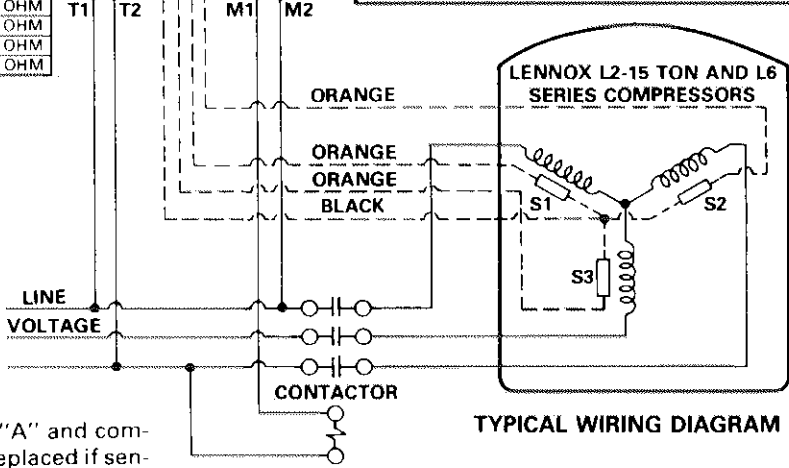 OHM
OHM
OHM
OHM
T1 T2
M1 M2
LENNOX L2-15 TON AND L6
SERIES COMPRESSORS
ORANGE
ORANGE
ORANGE
BLACK
S1
S2
S3
LINE
VOLTAGE
CONTACTOR
TYPICAL WIRING DIAGRAM
"A" and com-
eplaced if sen-